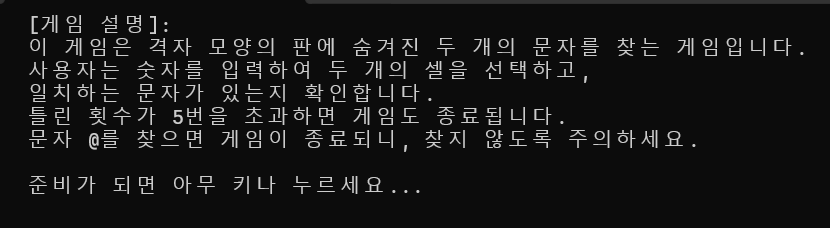 [게임 설명]:
이 게임은 격자 모양의 판에 숨겨진 두 개의 문자를 찾는 게임입니다.
사용자는 숫자를 입력하여 두 개의 셀을 선택하고,
일치하는 문자가 있는지 확인합니다.
틀린 횟수가 5번을 초과하면 게임도 종료됩니다.
문자 @를 찾으면 게임이 종료되니, 찾지 않도록 주의하세요.
준비가 되면 아무 키나 누르세요...